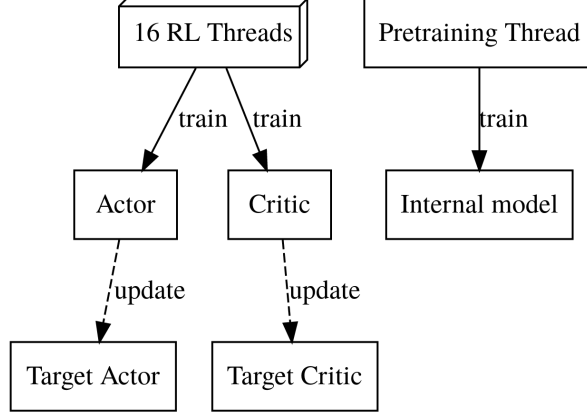 16 RL Threads
Pretraining Thread
train
train
train
Actor
Critic
Internal model
update
update
Target Actor
Target Critic